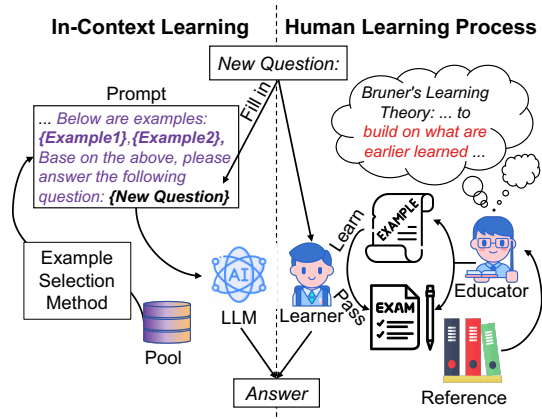 In-Context Learning
Human Learning Process
New Question:
Fill in
Prompt
... Below are examples:
{Example1},{Example2},
Base on the above, please
answer the following
question: {New Question}
Example
Selection
Method
Pool
AI
LLM
Learner
Learn
Pass
EXAMPLE
EXAM
Bruner's Learning
Theory: ... to
build on what are
earlier learned ...
Educator
Reference
Answer